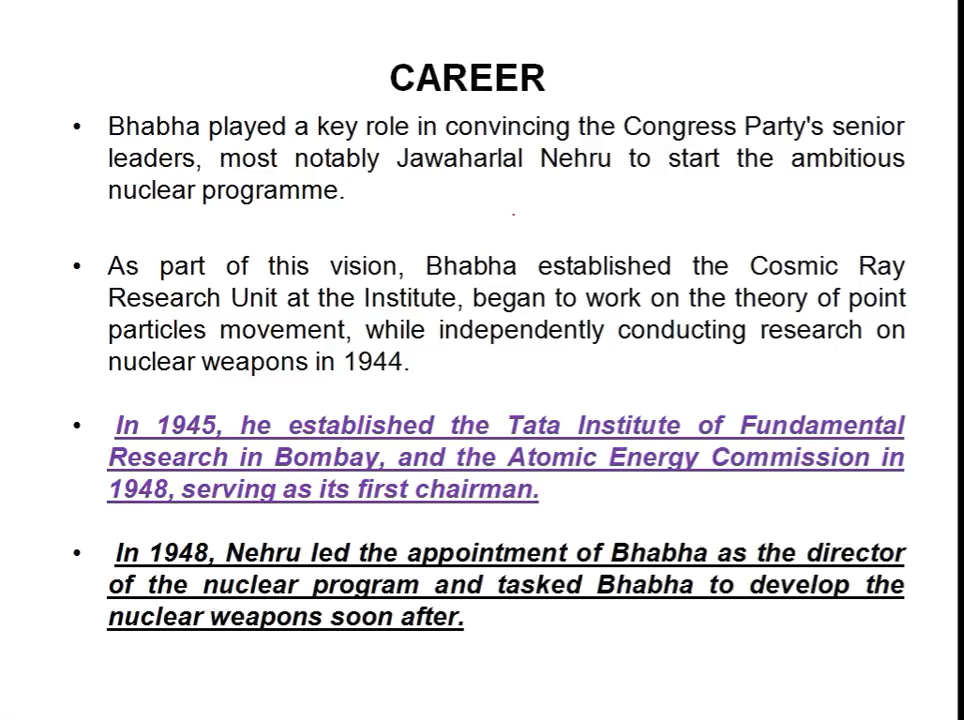 CAREER
• Bhabha played a key role in convincing the Congress Party's senior
leaders, most notably Jawaharlal Nehru to start the ambitious
nuclear programme.
• As part of this vision, Bhabha established the Cosmic Ray
Research Unit at the Institute, began to work on the theory of point
particles movement, while independently conducting research on
nuclear weapons in 1944.
• In 1945, he established the Tata Institute of Fundamental
Research in Bombay, and the Atomic Energy Commission in
1948, serving as its first chairman.
• In 1948, Nehru led the appointment of Bhabha as the director
of the nuclear program and tasked Bhabha to develop the
nuclear weapons soon after.